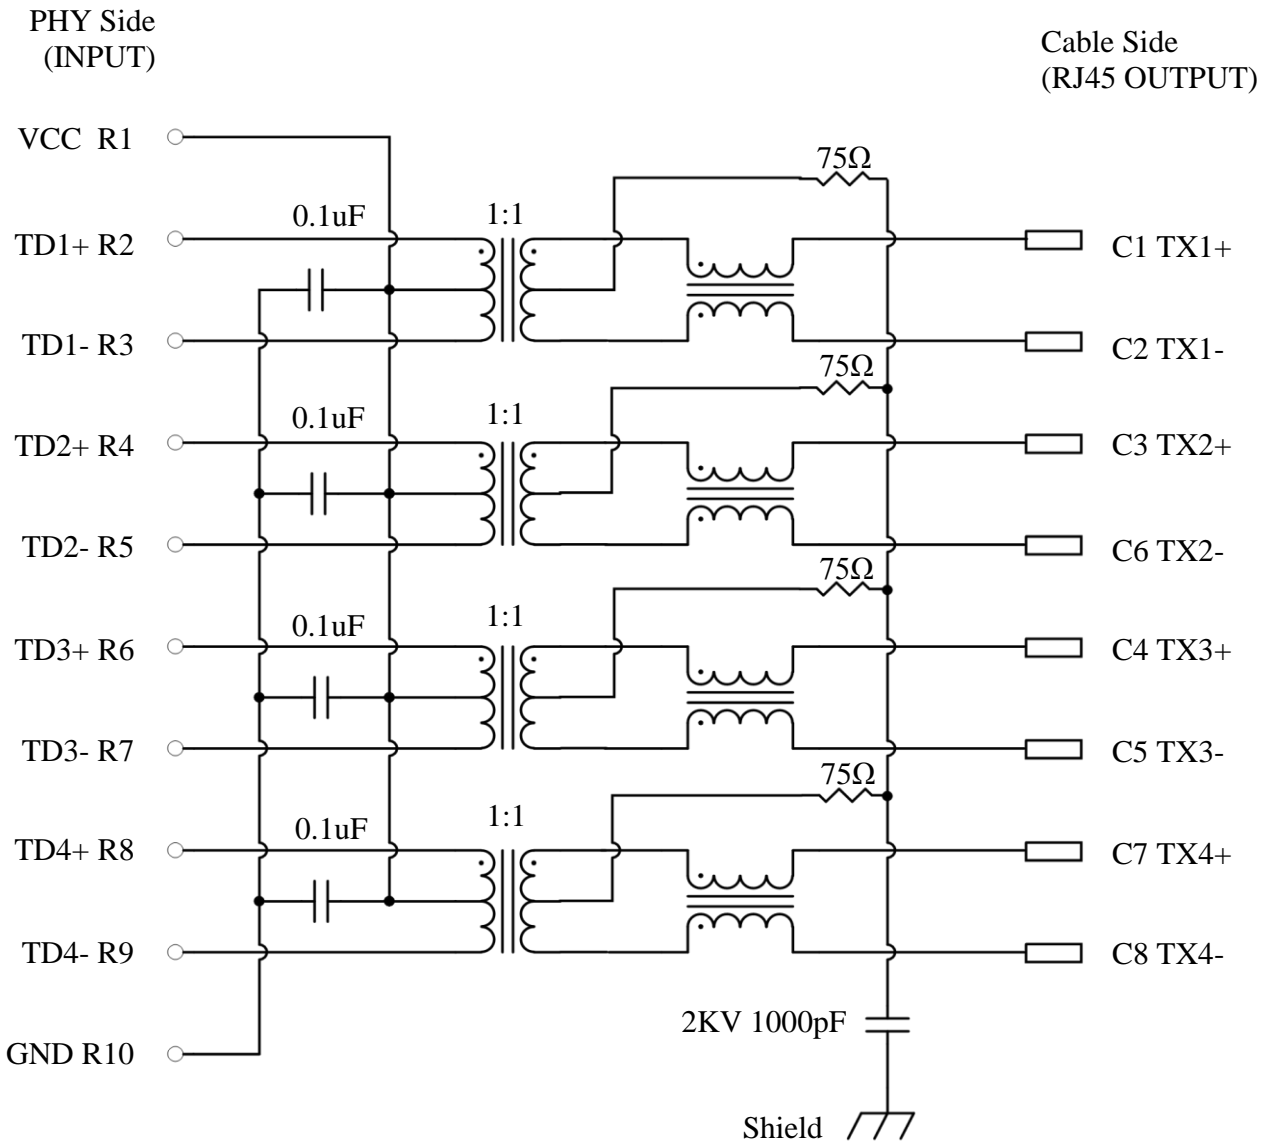 PHY Side
(INPUT)
Cable Side
(RJ45 OUTPUT)
VCC R1
75Ω
0.1uF
1:1
TD1+ R2
C1 TX1+
TD1- R3
C2 TX1-
75Ω
0.1uF
1:1
TD2+ R4
C3 TX2+
TD2- R5
C6 TX2-
75Ω
0.1uF
1:1
TD3+ R6
C4 TX3+
TD3- R7
C5 TX3-
75Ω
0.1uF
1:1
TD4+ R8
C7 TX4+
TD4- R9
C8 TX4-
2KV 1000pF
GND R10
Shield